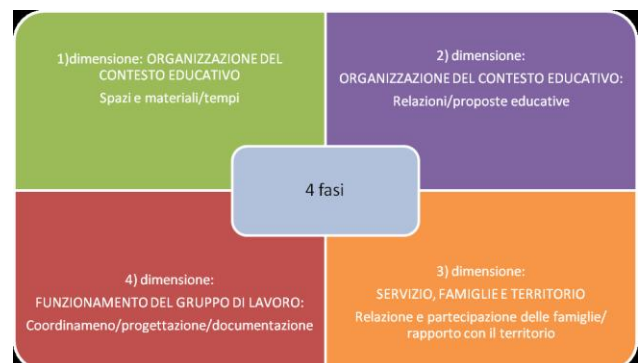 1)dimensione: ORGANIZZAZIONE DEL
CONTESTO EDUCATIVO
Spazi e materiali/tempi
2) dimensione:
ORGANIZZAZIONE DEL CONTESTO EDUCATIVO:
Relazioni/proposte educative
4 fasi
4) dimensione:
FUNZIONAMENTO DEL GRUPPO DI LAVORO:
Coordinameno/progettazione/documentazione
3) dimensione:
SERVIZIO, FAMIGLIE E TERRITORIO
Relazione e partecipazione delle famiglie/
rapporto con il territorio